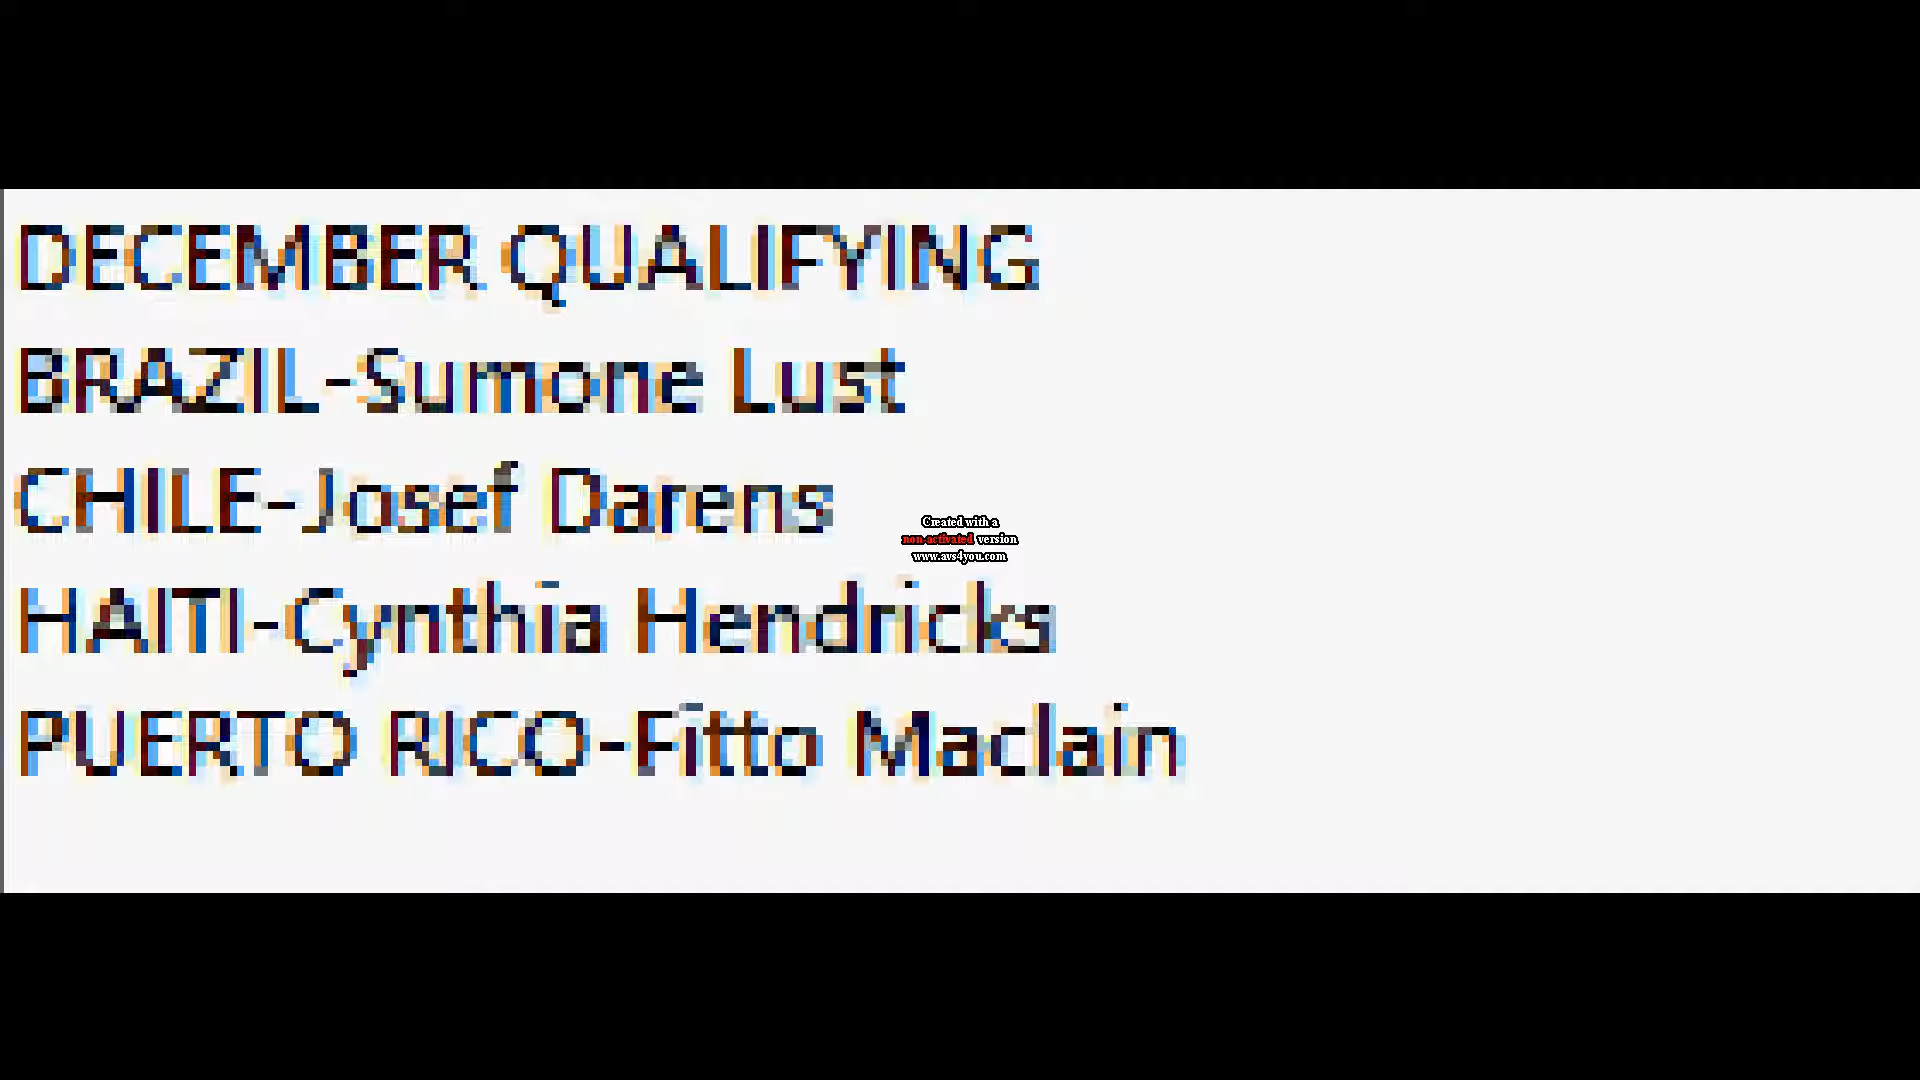 DECEMBER QUALIFYING
BRAZIL-Sumone Lust
CHILE-Josef Darens
Created with a
non-activated version
www.avs4you.com
HAITI-Cynthia Hendricks
PUERTO RICO-Fitto Maclain